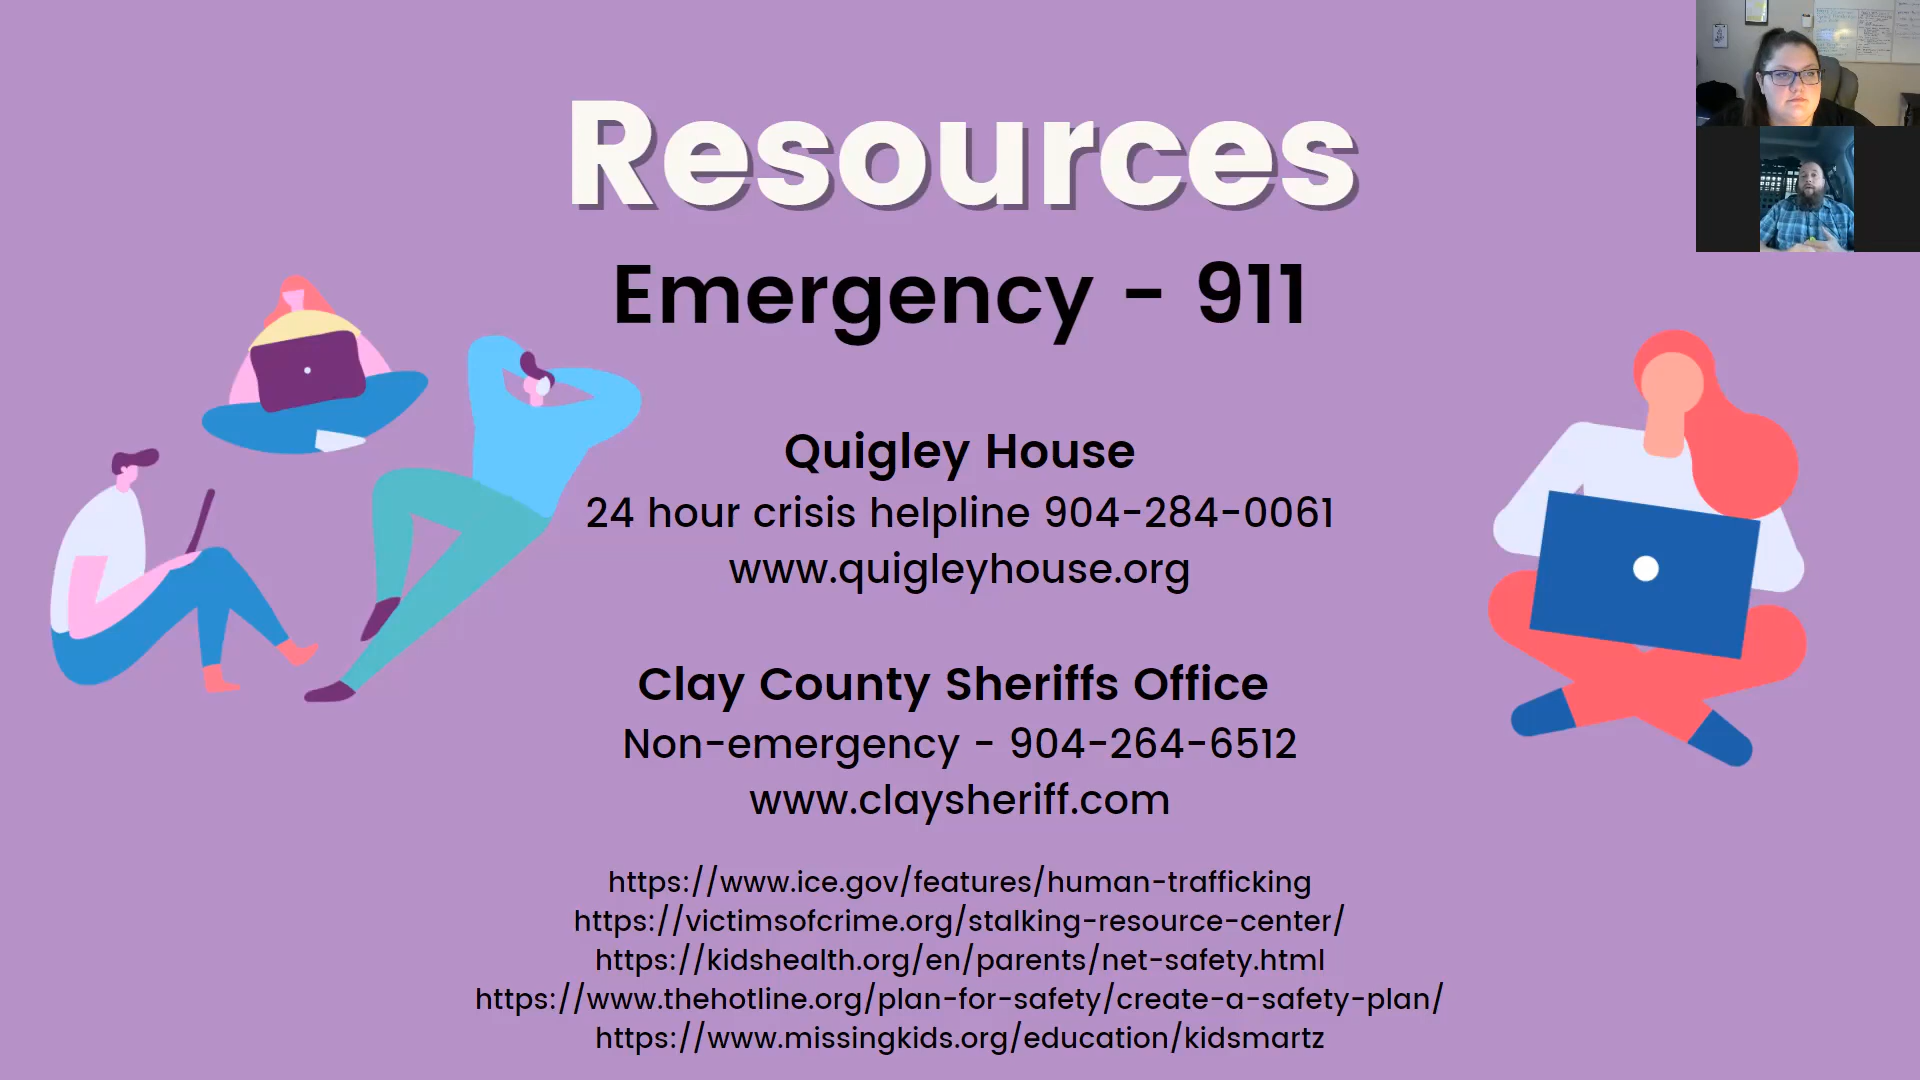 Resources
Emergency - 911
Quigley House
24 hour crisis helpline 904-284-0061
www.quigleyhouse.org
Clay County Sheriffs Office
Non-emergency - 904-264-6512
www.claysheriff.com
https://www.ice.gov/features/human-trafficking
https://victimsofcrime.org/stalking-resource-center/
https://kidshealth.org/en/parents/net-safety.html
https://www.thehotline.org/plan-for-safety/create-a-safety-plan/
https://www.missingkids.org/education/kidsmartz